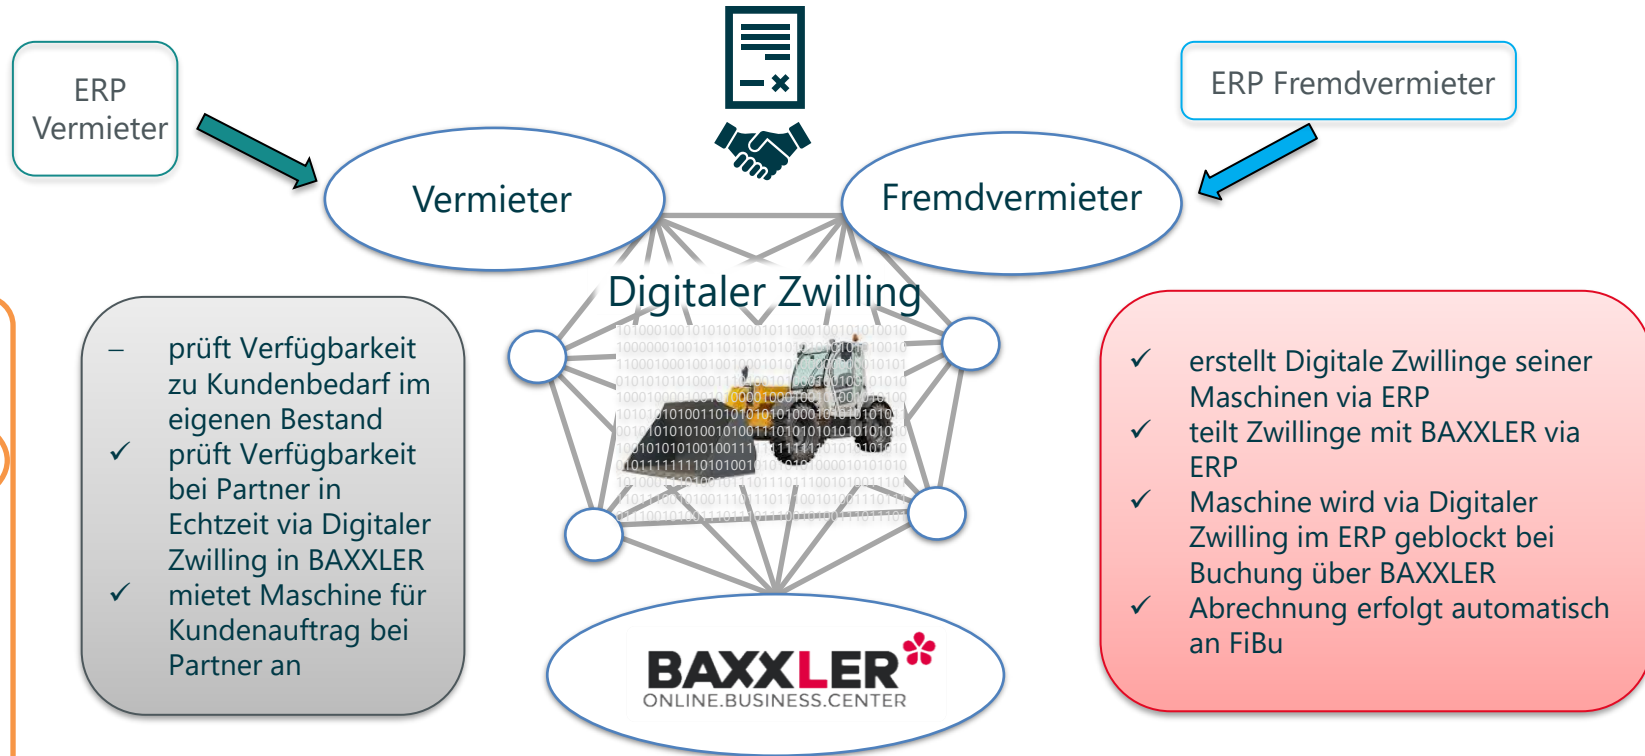 ERP
Vermieter
ERP Fremdvermieter
Vermieter
Fremdvermieter
Digitaler Zwilling
– prüft Verfügbarkeit
zu Kundenbedarf im
eigenen Bestand
✓ prüft Verfügbarkeit
bei Partner in
Echtzeit via Digitaler
Zwilling in BAXXLER
✓ mietet Maschine für
Kundenauftrag bei
Partner an
✓ erstellt Digitale Zwillinge seiner
Maschinen via ERP
✓ teilt Zwillinge mit BAXXLER via
ERP
✓ Maschine wird via Digitaler
Zwilling im ERP geblockt bei
Buchung über BAXXLER
✓ Abrechnung erfolgt automatisch
an FiBu
BAXXLER
ONLINE.BUSINESS.CENTER